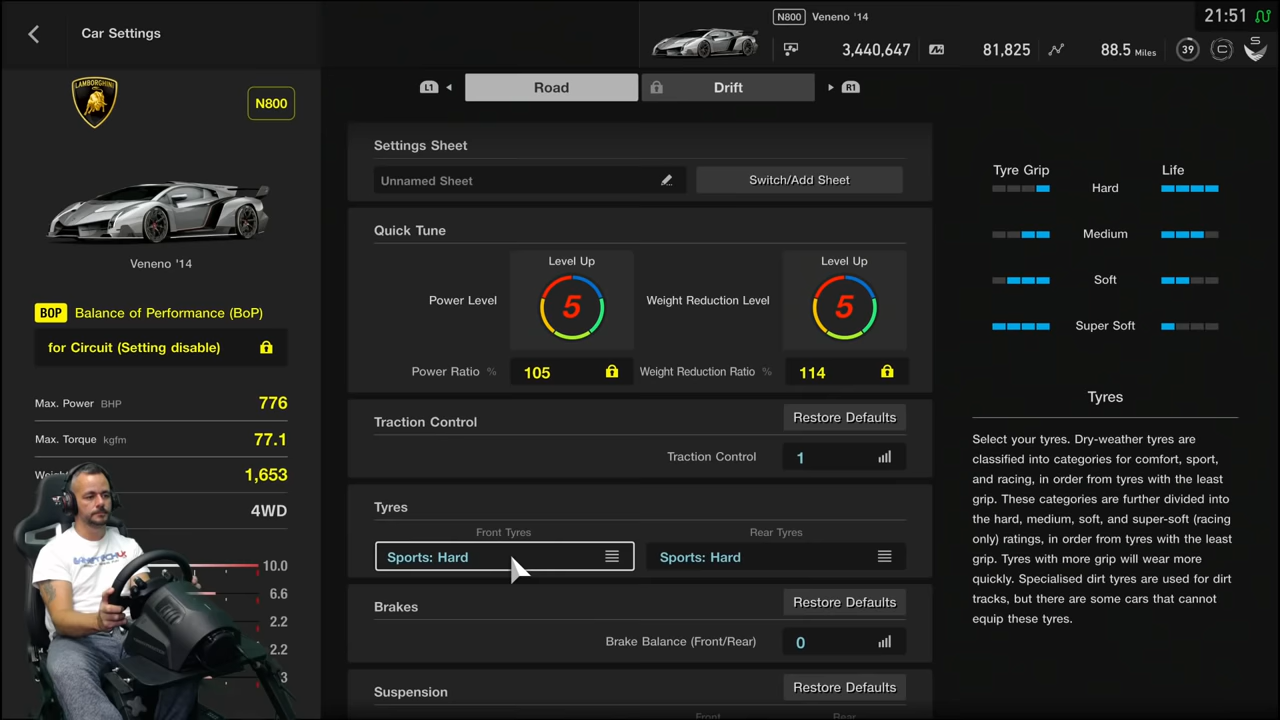 Car Settings
N800 Veneno '14
21:51
3,440,647
81,825
88.5 Miles
39
C
S
LAMBORGHINI
N800
Veneno '14
BOP Balance of Performance (BoP)
for Circuit (Setting disable)
Max. Power BHP 776
Max. Torque kgfm 77.1
1,653
4WD
10.0
6.6
2.2
2.2
3
L1 Road Drift R1
Settings Sheet
Unnamed Sheet Switch/Add Sheet
Quick Tune
Level Up Level Up
Power Level 5 Weight Reduction Level 5
Power Ratio % 105 Weight Reduction Ratio % 114
Traction Control Restore Defaults
Traction Control 1
Tyres
Front Tyres Rear Tyres
Sports: Hard Sports: Hard
Brakes Restore Defaults
Brake Balance (Front/Rear) 0
Suspension Restore Defaults
Front Rear
Tyre Grip Life
Hard
Medium
Soft
Super Soft
Tyres
Select your tyres. Dry-weather tyres are
classified into categories for comfort, sport,
and racing, in order from tyres with the least
grip. These categories are further divided into
the hard, medium, soft, and super-soft (racing
only) ratings, in order from tyres with the least
grip. Tyres with more grip will wear more
quickly. Specialised dirt tyres are used for dirt
tracks, but there are some cars that cannot
equip these tyres.